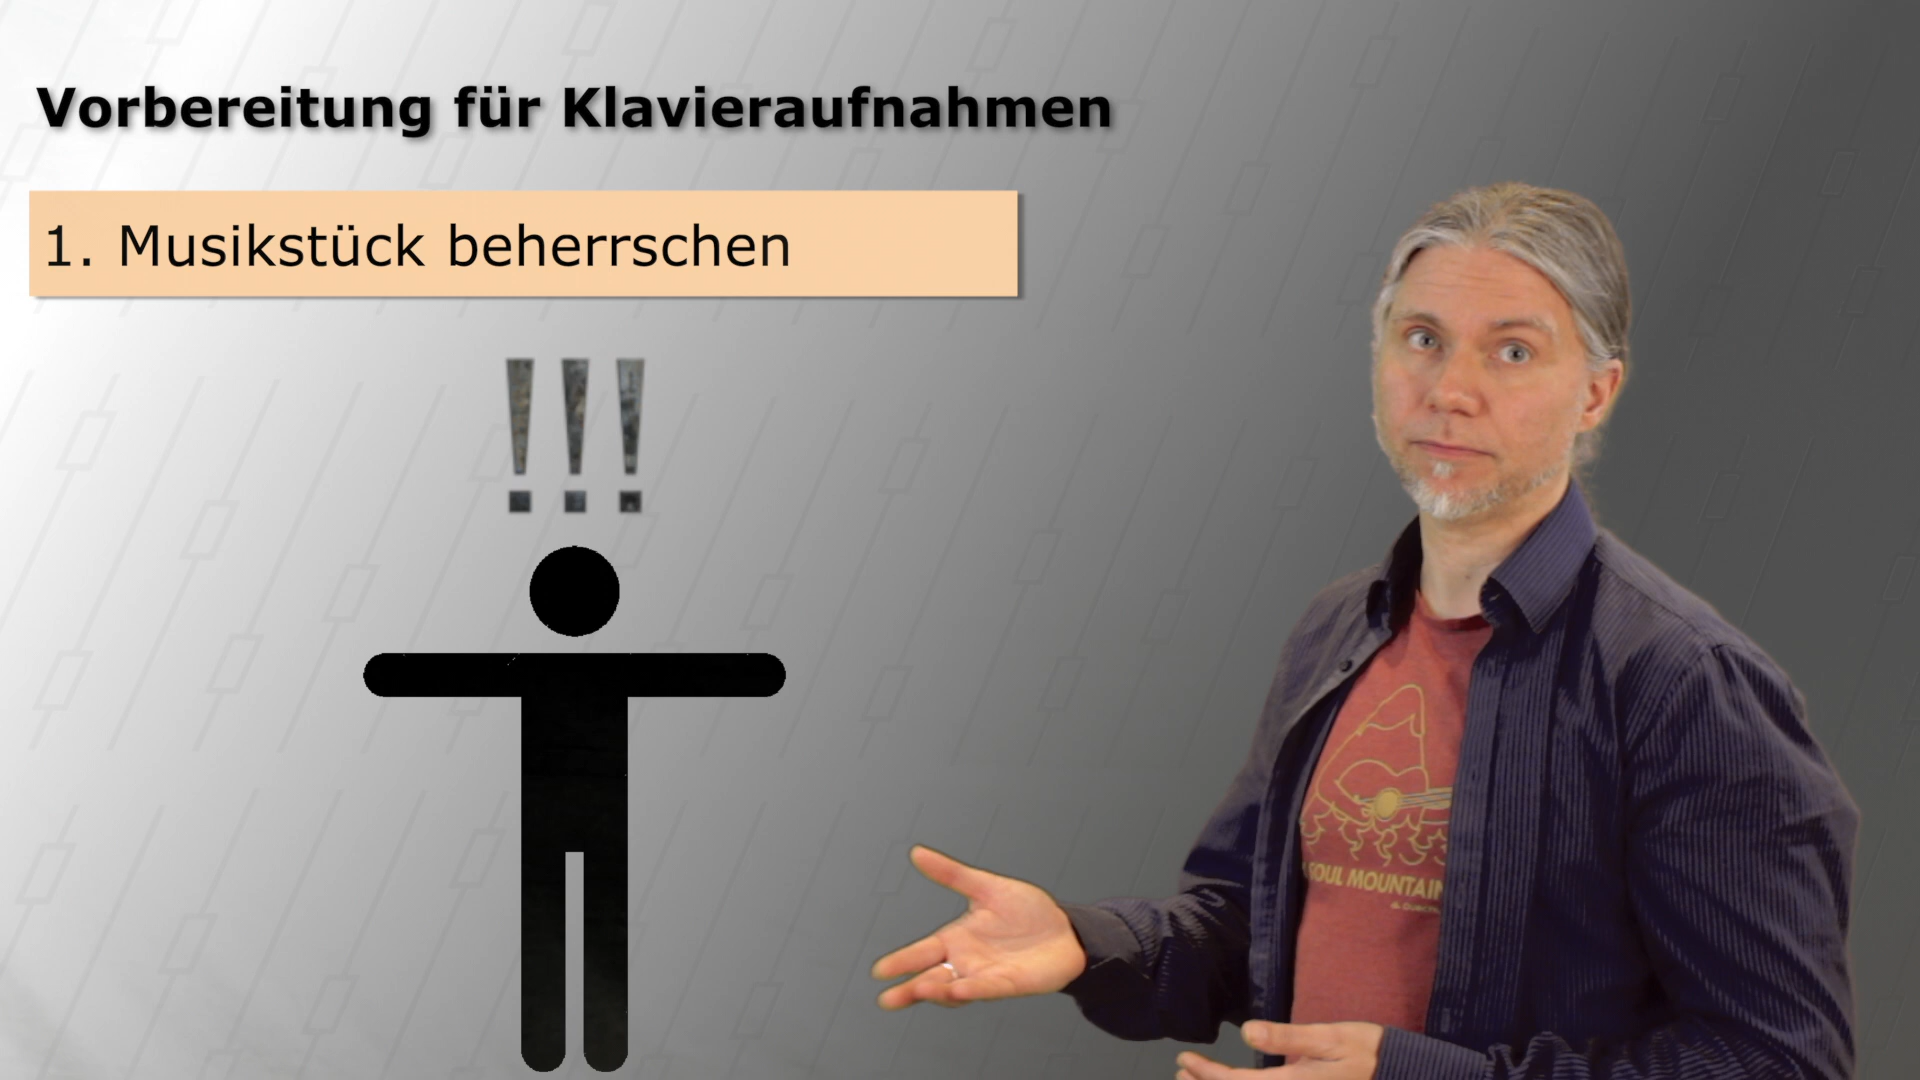 Vorbereitung für Klavieraufnahmen
1. Musikstück beherrschen
!!!
SOUL MOUNTAIN